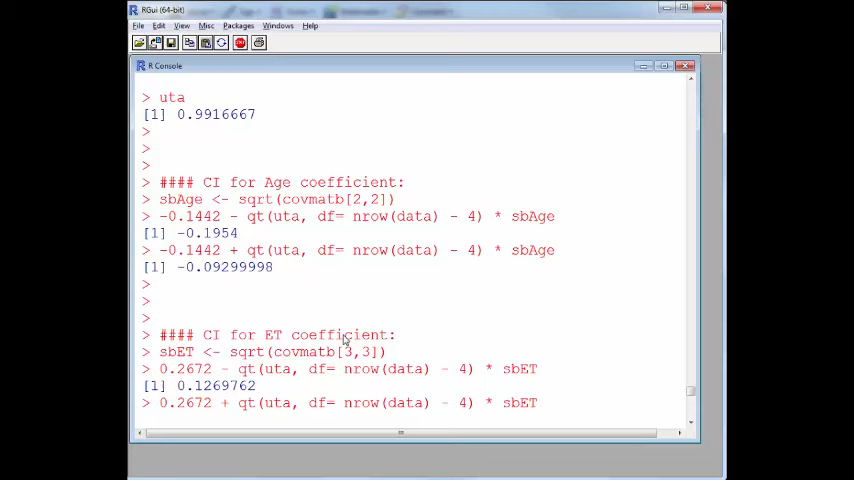 RGui (64-bit)
File Edit View Misc Packages Windows Help
R Console
> uta
[1] 0.9916667
>
>
>
> #### CI for Age coefficient:
> sbAge <- sqrt(covmatb[2,2])
> -0.1442 - qt(uta, df= nrow(data) - 4) * sbAge
[1] -0.1954
> -0.1442 + qt(uta, df= nrow(data) - 4) * sbAge
[1] -0.09299998
>
>
>
> #### CI for ET coefficient:
> sbET <- sqrt(covmatb[3,3])
> 0.2672 - qt(uta, df= nrow(data) - 4) * sbET
[1] 0.1269762
> 0.2672 + qt(uta, df= nrow(data) - 4) * sbET